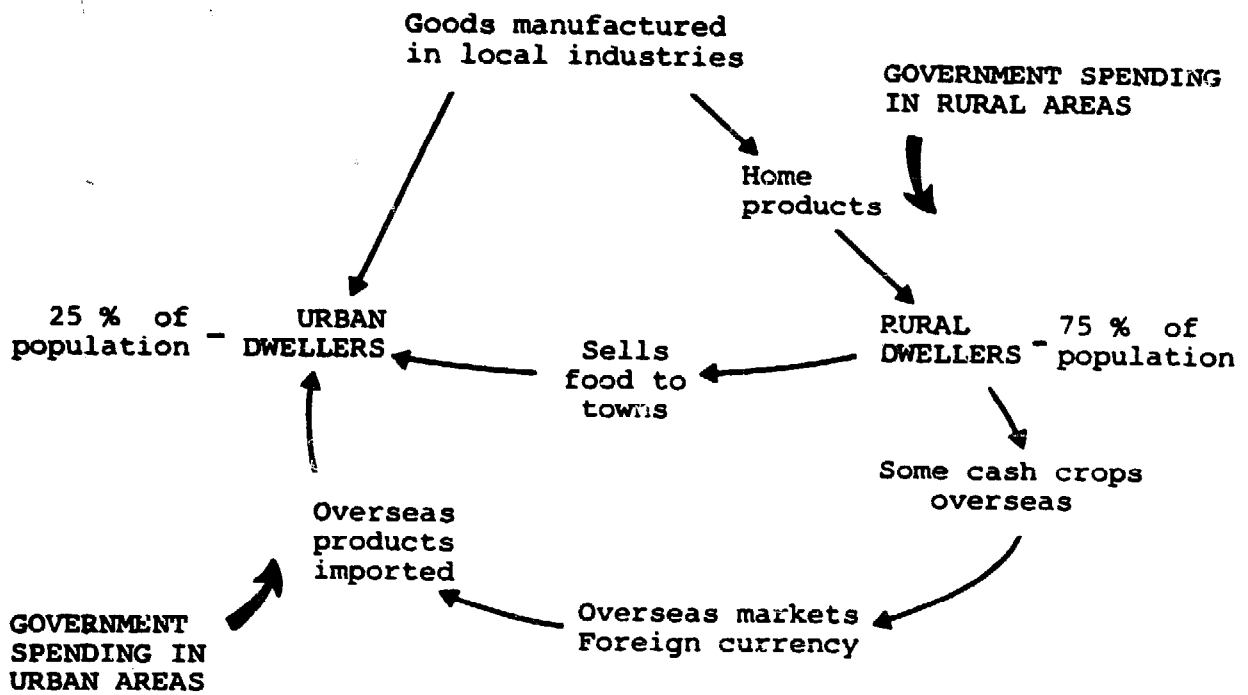 Goods manufactured
in local industries
GOVERNMENT SPENDING
IN RURAL AREAS
Home
products
25 % of
population -
URBAN
DWELLERS
Sells
food to
towns
RURAL
DWELLERS -
75 % of
population
Some cash crops
overseas
Overseas
products
imported
Overseas markets
Foreign currency
GOVERNMENT
SPENDING IN
URBAN AREAS